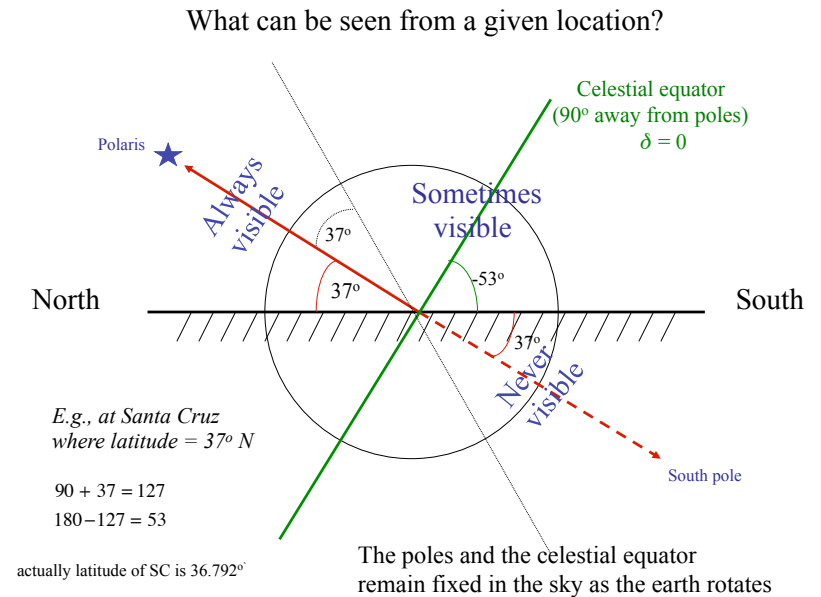 What can be seen from a given location?
Celestial equator
(90º away from poles)
δ = 0
Polaris
Always
visible
Sometimes
visible
37º
37º
-53º
North
South
37º
Never
visible
E.g., at Santa Cruz
where latitude = 37º N
South pole
90 + 37 = 127
180−127 = 53
actually latitude of SC is 36.792º`
The poles and the celestial equator
remain fixed in the sky as the earth rotates